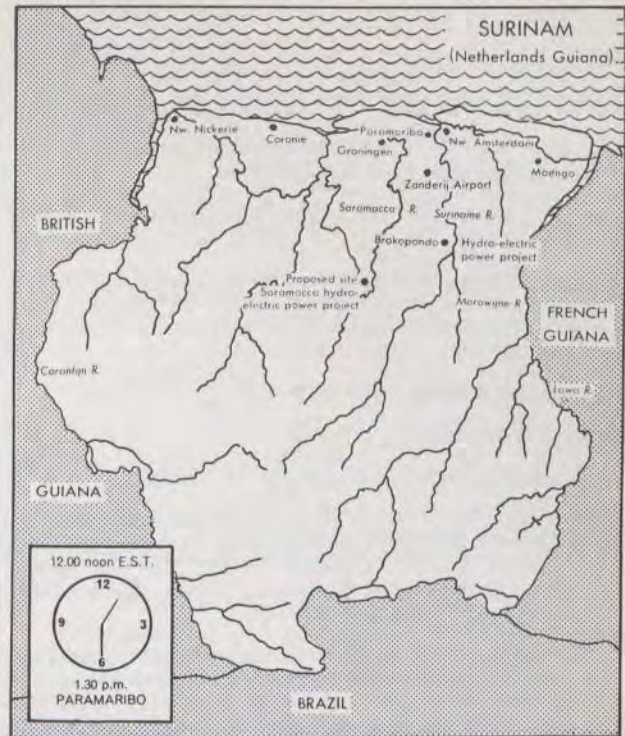 SURINAM
(Netherlands Guiana)
Nw. Nickerie
Coronie
Paramaribo
Groningen
Nw. Amsterdam
Moengo
Zanderij Airport
Saramacca R.
Suriname R.
BRITISH
Brokopondo
Hydro-electric
power project
Proposed site
Saramacca hydro-
electric power project
Marowijne R.
FRENCH
GUIANA
Corantijn R.
Lawa R.
GUIANA
12.00 noon E.S.T.
12
9 3
6
1.30 p.m.
PARAMARIBO
BRAZIL